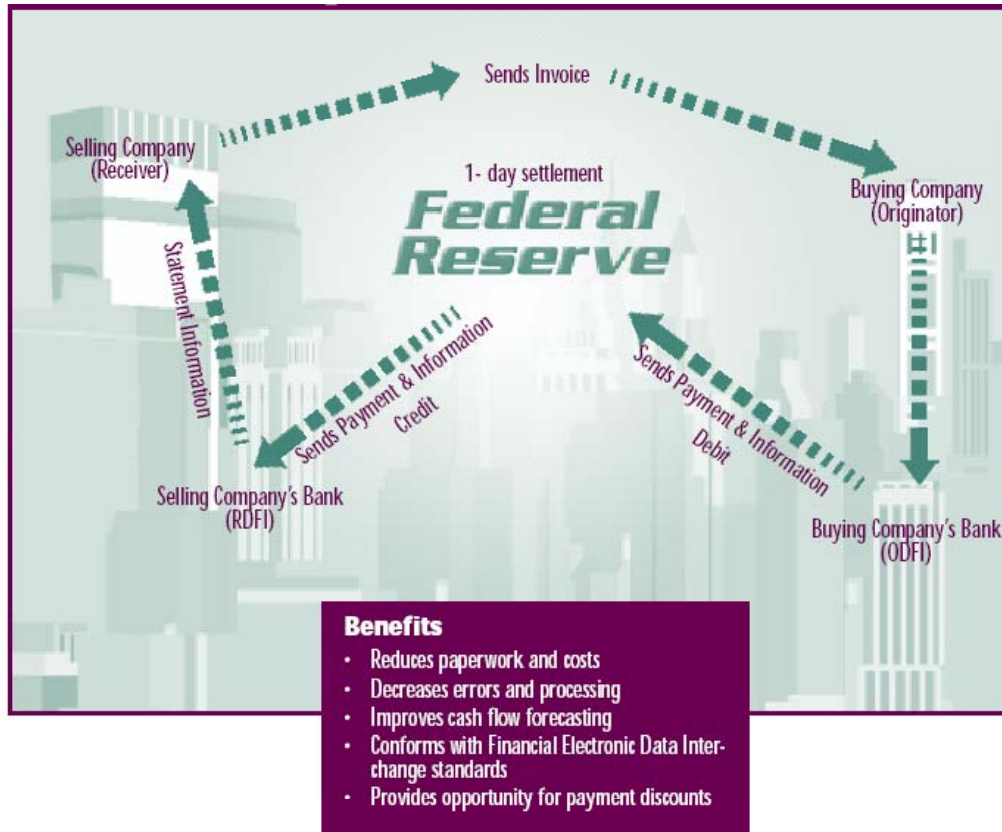 Sends Invoice
Selling Company
(Receiver)
1- day settlement
Federal
Reserve
Buying Company
(Originator)
Statement Information
Sends Payment & Information
Credit
Sends Payment & Information
Debit
Selling Company's Bank
(RDFI)
Buying Company's Bank
(ODFI)
Benefits
• Reduces paperwork and costs
• Decreases errors and processing
• Improves cash flow forecasting
• Conforms with Financial Electronic Data Inter-
change standards
• Provides opportunity for payment discounts